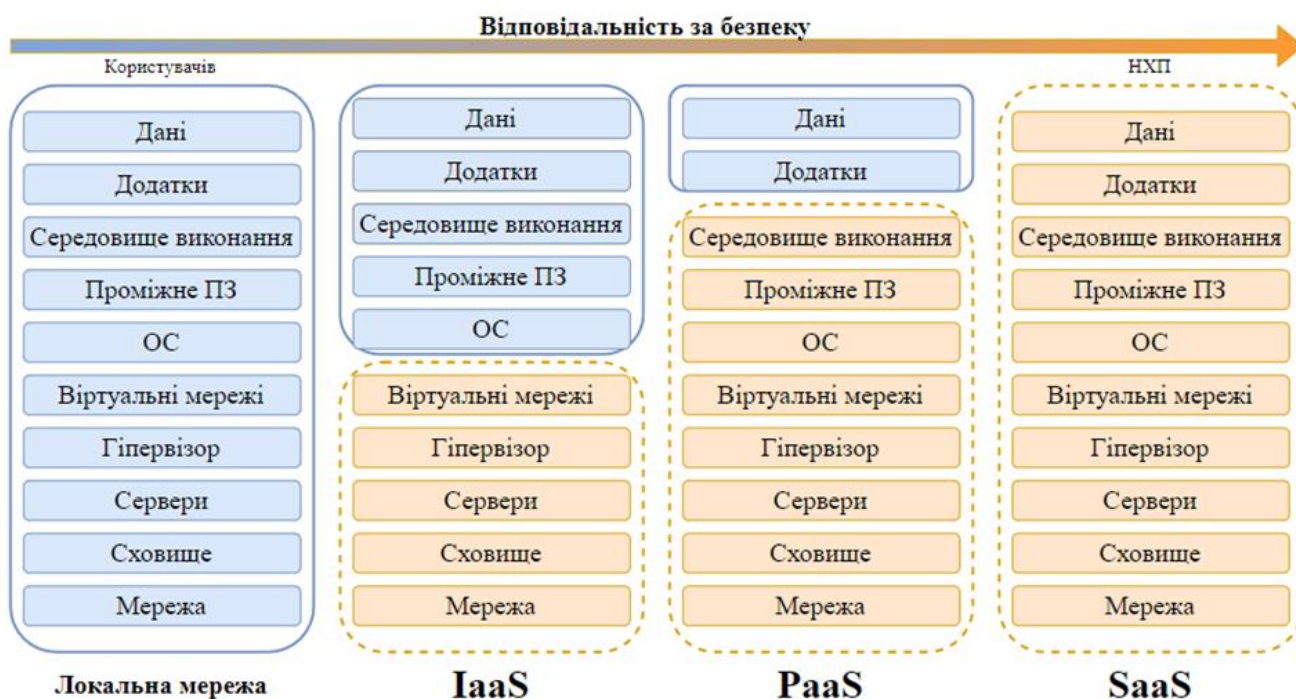 Відповідальність за безпеку
Користувачів
НХП
Дані
Додатки
Середовище виконання
Проміжне ПЗ
ОС
Віртуальні мережі
Гіпервізор
Сервери
Сховище
Мережа
Локальна мережа
Дані
Додатки
Середовище виконання
Проміжне ПЗ
ОС
Віртуальні мережі
Гіпервізор
Сервери
Сховище
Мережа
IaaS
Дані
Додатки
Середовище виконання
Проміжне ПЗ
ОС
Віртуальні мережі
Гіпервізор
Сервери
Сховище
Мережа
PaaS
Дані
Додатки
Середовище виконання
Проміжне ПЗ
ОС
Віртуальні мережі
Гіпервізор
Сервери
Сховище
Мережа
SaaS